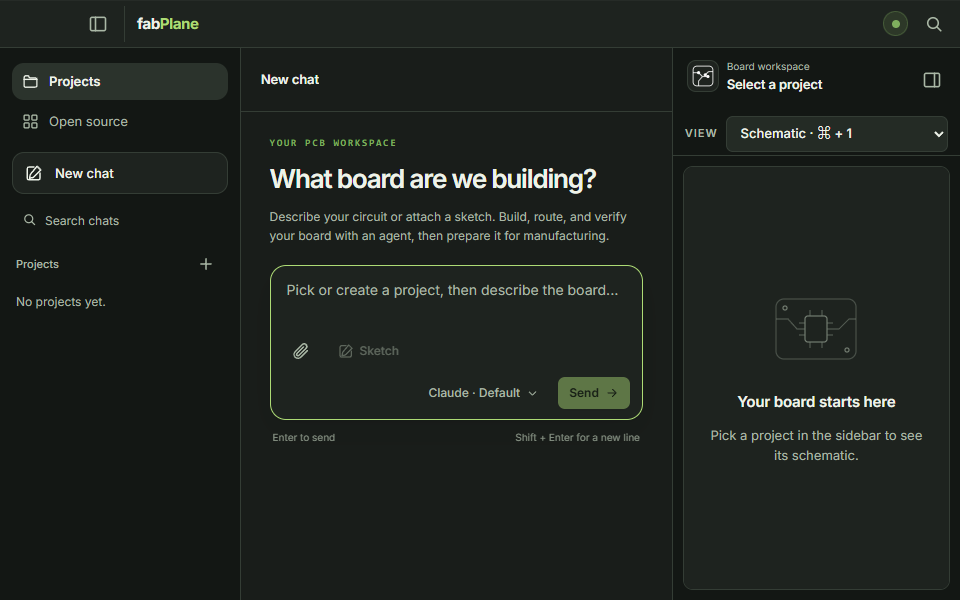 fabPlane
Projects
Open source
New chat
Search chats
Projects
No projects yet.
New chat
YOUR PCB WORKSPACE
What board are we building?
Describe your circuit or attach a sketch. Build, route, and verify
your board with an agent, then prepare it for manufacturing.
Pick or create a project, then describe the board...
Sketch
Claude · Default
Send →
Enter to send
Shift + Enter for a new line
Board workspace
Select a project
VIEW
Schematic · ⌘ + 1
Your board starts here
Pick a project in the sidebar to see
its schematic.